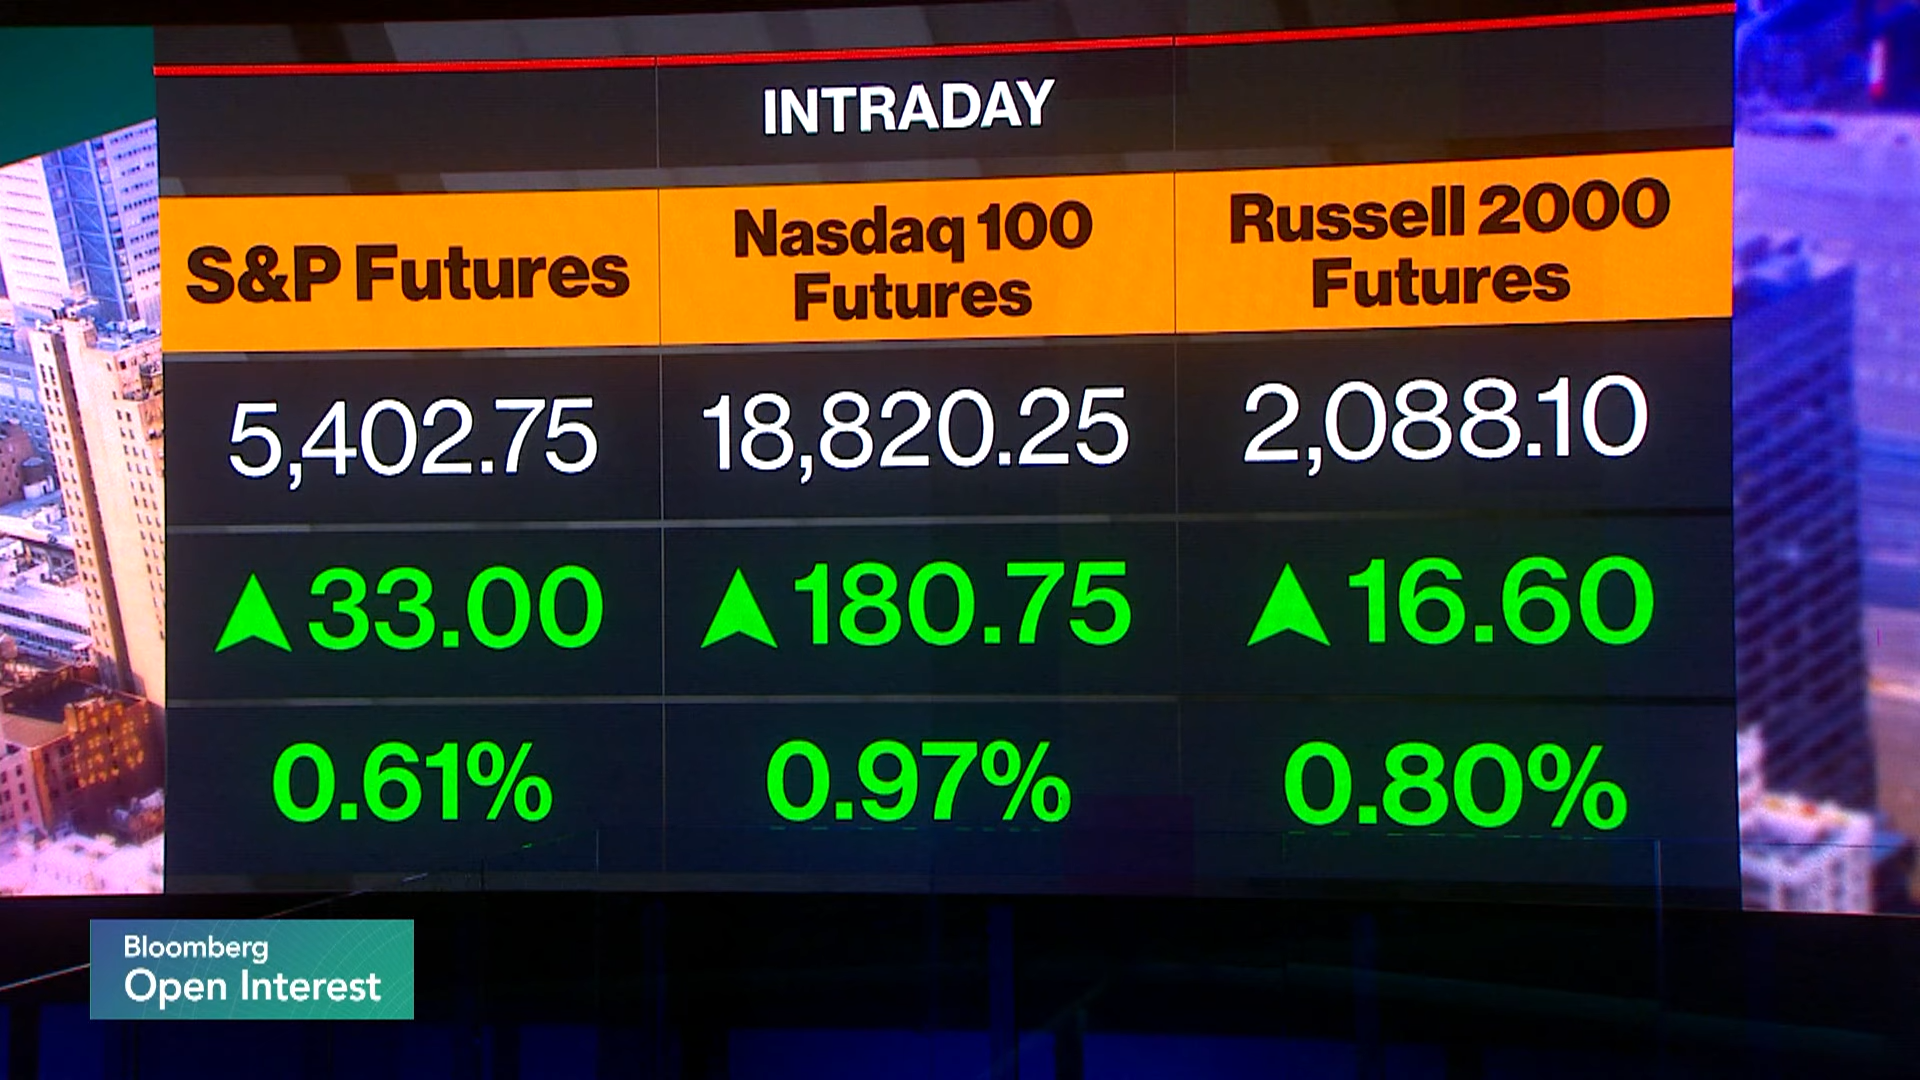 INTRADAY
S&P Futures
Nasdaq 100
Futures
Russell 2000
Futures
5,402.75
18,820.25
2,088.10
▲33.00
▲180.75
▲16.60
0.61%
0.97%
0.80%
Bloomberg
Open Interest